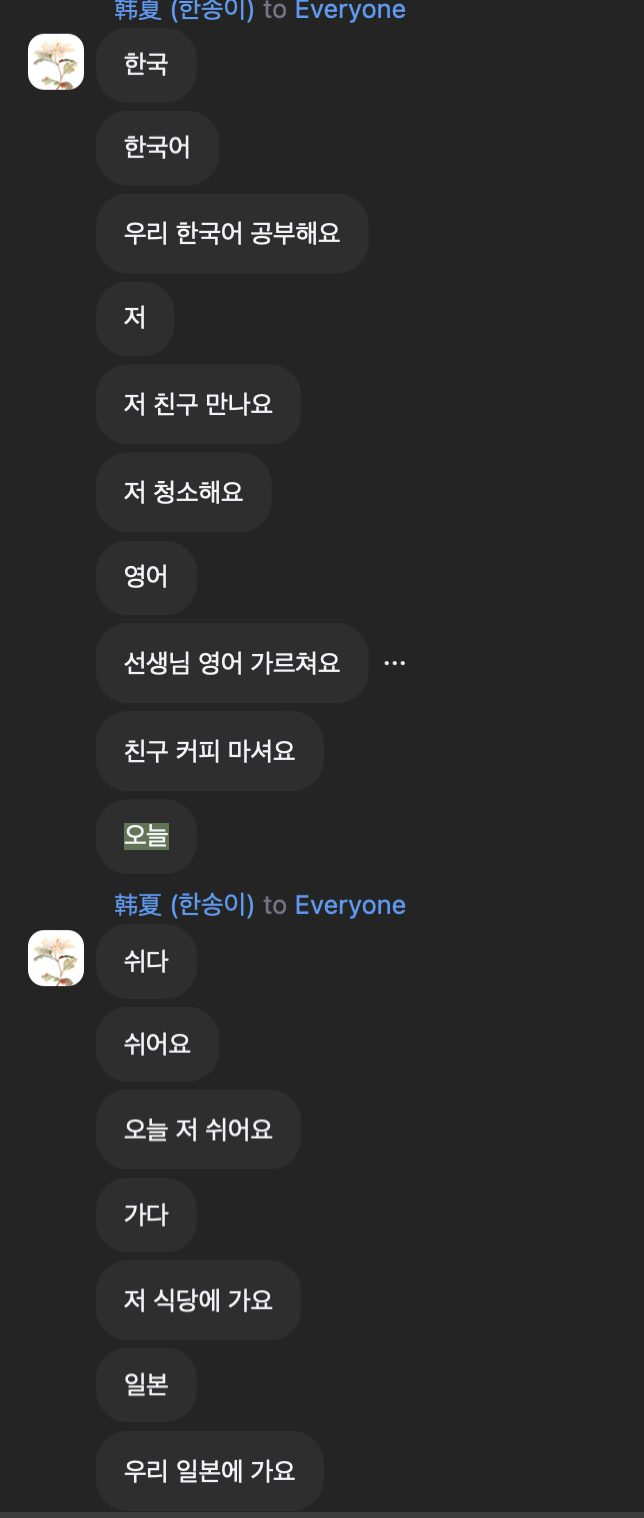 韩夏 (한송이) to Everyone
한국
한국어
우리 한국어 공부해요
저
저 친구 만나요
저 청소해요
영어
선생님 영어 가르쳐요
친구 커피 마셔요
오늘
韩夏 (한송이) to Everyone
쉬다
쉬어요
오늘 저 쉬어요
가다
저 식당에 가요
일본
우리 일본에 가요